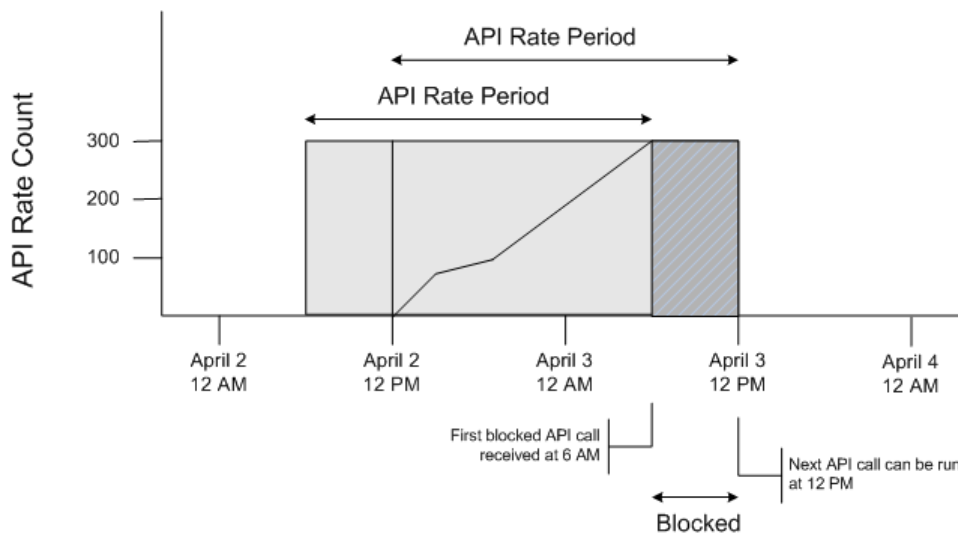 API Rate Period
API Rate Period
API Rate Count
300
200
100
April 2
12 AM
April 2
12 PM
April 3
12 AM
April 3
12 PM
April 4
12 AM
First blocked API call
received at 6 AM
Next API call can be run
at 12 PM
Blocked